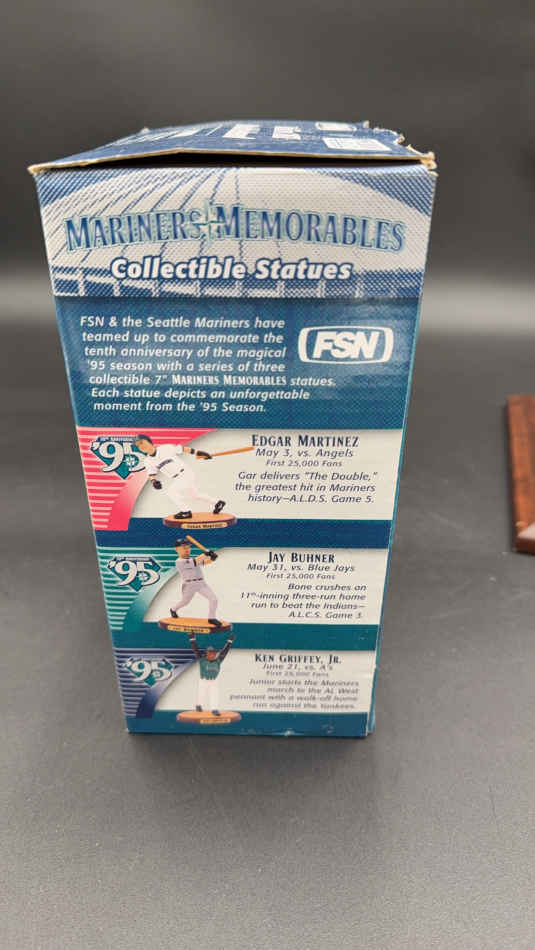 MARINERS MEMORABLES
Collectible Statues
FSN & the Seattle Mariners have
teamed up to commemorate the
tenth anniversary of the magical
'95 season with a series of three
collectible 7" MARINERS MEMORABLES statues.
Each statue depicts an unforgettable
moment from the '95 Season.
FSN
'95
EDGAR MARTINEZ
May 3, vs. Angels
First 25,000 Fans
Gar delivers "The Double,"
the greatest hit in Mariners
history—A.L.D.S. Game 5.
Edgar Martinez
'95
JAY BUHNER
May 31, vs. Blue Jays
First 25,000 Fans
Bone crushes an
11th-inning three-run home
run to beat the Indians—
A.L.C.S. Game 3.
Jay Buhner
'95
KEN GRIFFEY, JR.
June 21, vs. A's
First 25,000 Fans
Junior starts the Mariners
march to the AL West
pennant with a walk-off home
run against the Yankees.